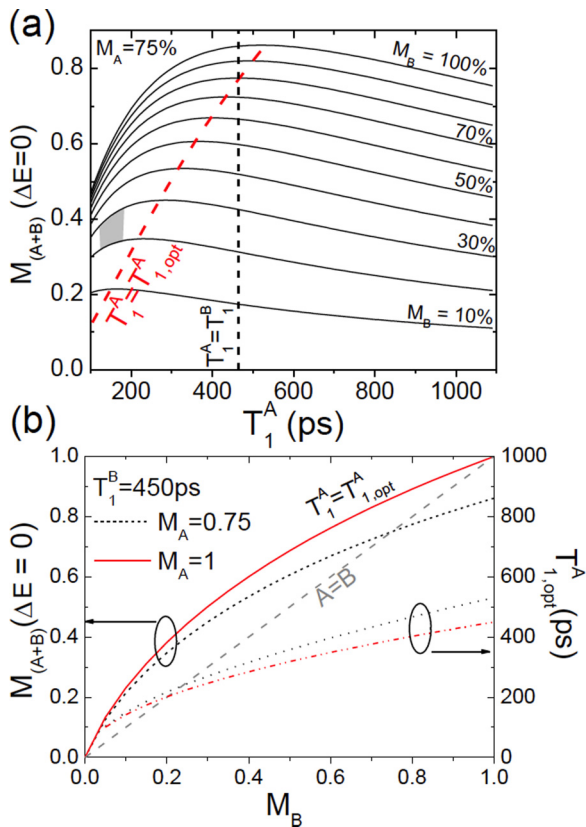 (a)
M_A=75%
M_B = 100%
0.8
70%
0.6
50%
M_(A+B) (ΔE=0)
0.4
30%
0.2
T_1^A=T_1,opt^A
T_1^A=T_1^B
M_B = 10%
0.0
200 400 600 800 1000
T_1^A (ps)
(b)
1.0 1000
T_1^B=450ps
T_1^A=T_1,opt^A
0.8 800
M_A=0.75
M_A=1
0.6 600
A=B
M_(A+B)(ΔE = 0)
T_1,opt^A (ps)
0.4 400
0.2 200
0.0 0
0.0 0.2 0.4 0.6 0.8 1.0
M_B